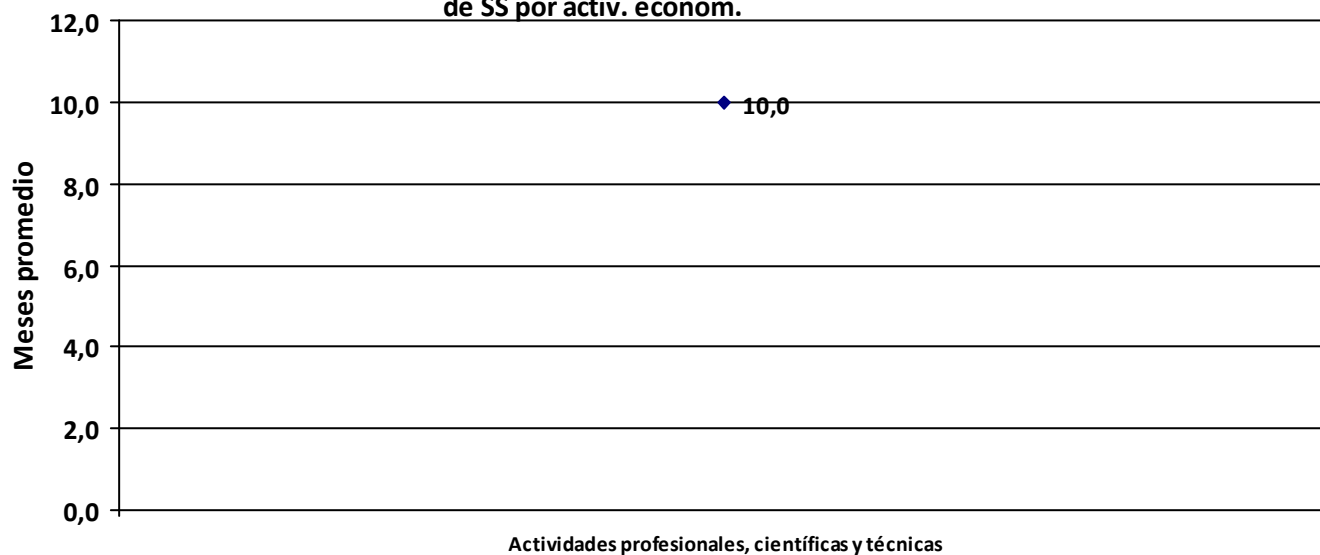 de SS por activ. econom.
12,0
10,0
10,0
8,0
6,0
4,0
2,0
0,0
Meses promedio
Actividades profesionales, científicas y técnicas